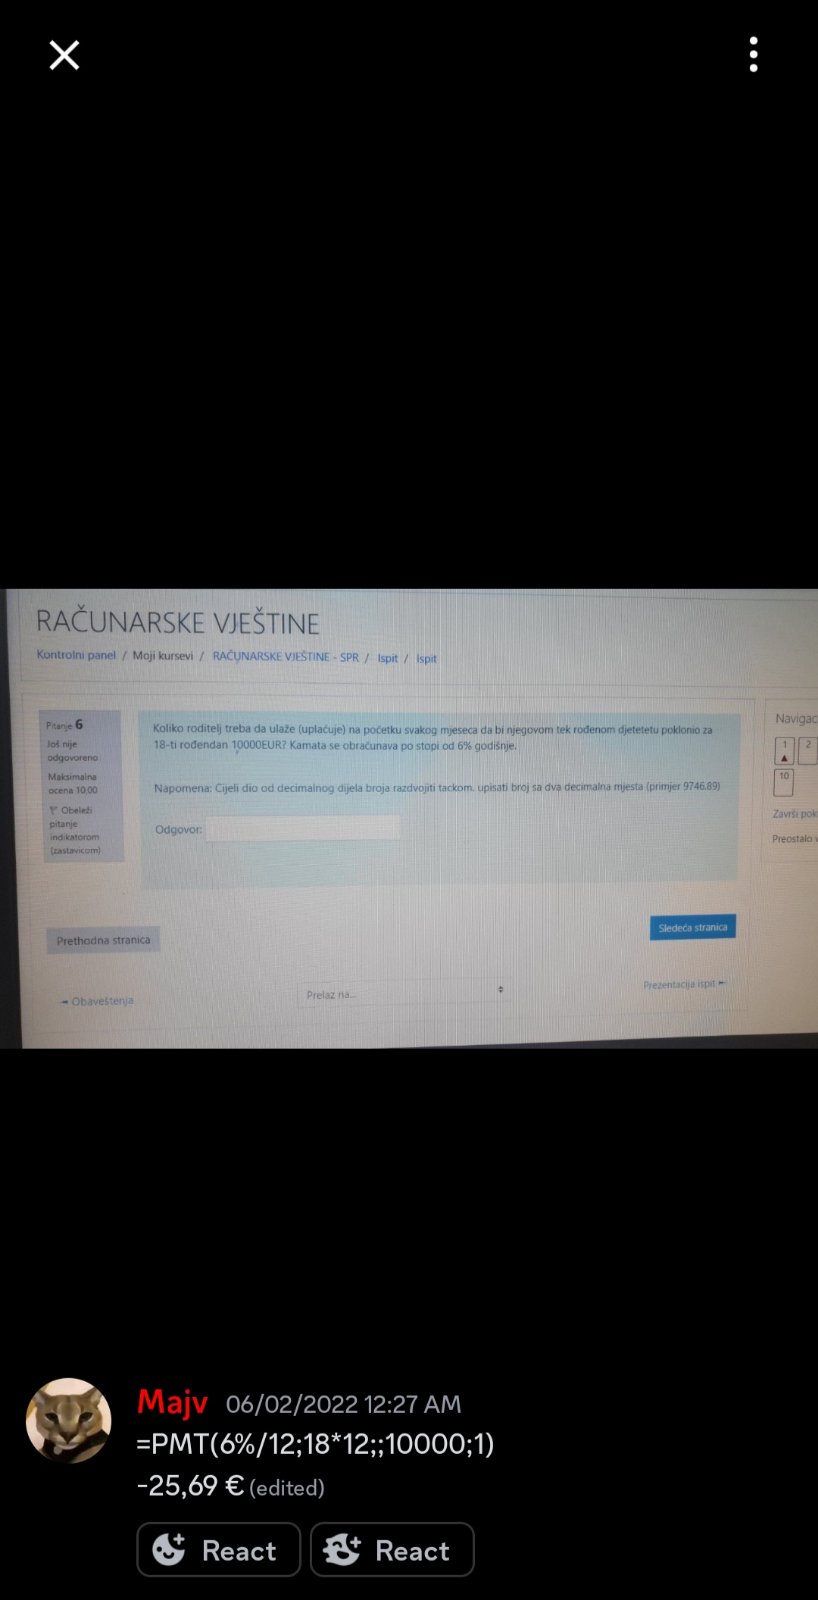 RAČUNARSKE VJEŠTINE
Kontrolni panel / Moji kursevi / RAČUNARSKE VJEŠTINE - SPR / Ispit / Ispit
Pitanje 6
Još nije
odgovoreno
Maksimalna
ocena 10,00
Obeleži
pitanje
indikatorom
(zastavicom)
Koliko roditelj treba da ulaže (uplaćuje) na početku svakog mjeseca da bi njegovom tek rođenom djetetetu poklonio za
18-ti rođendan 10000EUR? Kamata se obračunava po stopi od 6% godišnje.
Napomena: Cijeli dio od decimalnog dijela broja razdvojiti tackom. upisati broj sa dva decimalna mjesta (primjer 9746.89)
Odgovor:
Navigac
1 2
10
Završi pok
Preostalo v
Prethodna stranica
Sledeća stranica
◄ Obaveštenja
Prelaz na...
Prezentacija ispit ►
Majv 06/02/2022 12:27 AM
=PMT(6%/12;18*12;;10000;1)
-25,69 € (edited)
React React